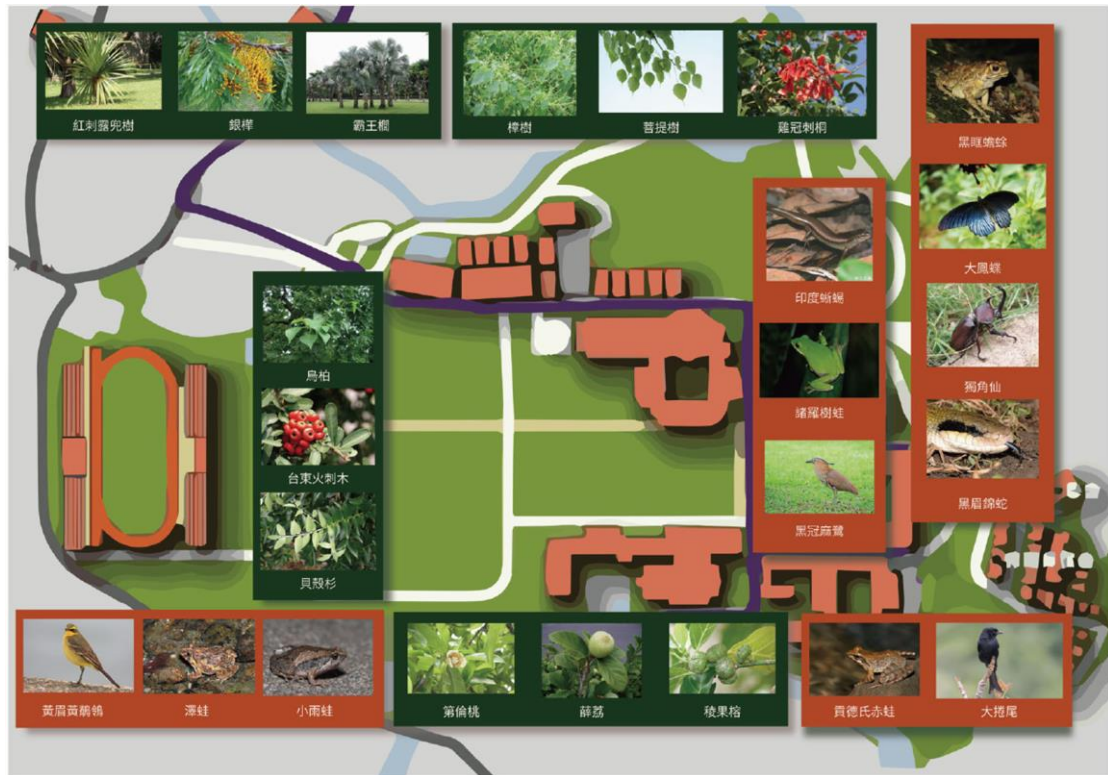 紅刺露兜樹
銀樺
霸王櫚
樟樹
菩提樹
雞冠刺桐
黑眶蟾蜍
大鳳蝶
獨角仙
黑眉錦蛇
印度蜥蜴
諸羅樹蛙
黑冠麻鷺
烏桕
台東火刺木
貝殼杉
黃眉黃鶺鴒
澤蛙
小雨蛙
第倫桃
薜荔
稜果榕
貢德氏赤蛙
大捲尾